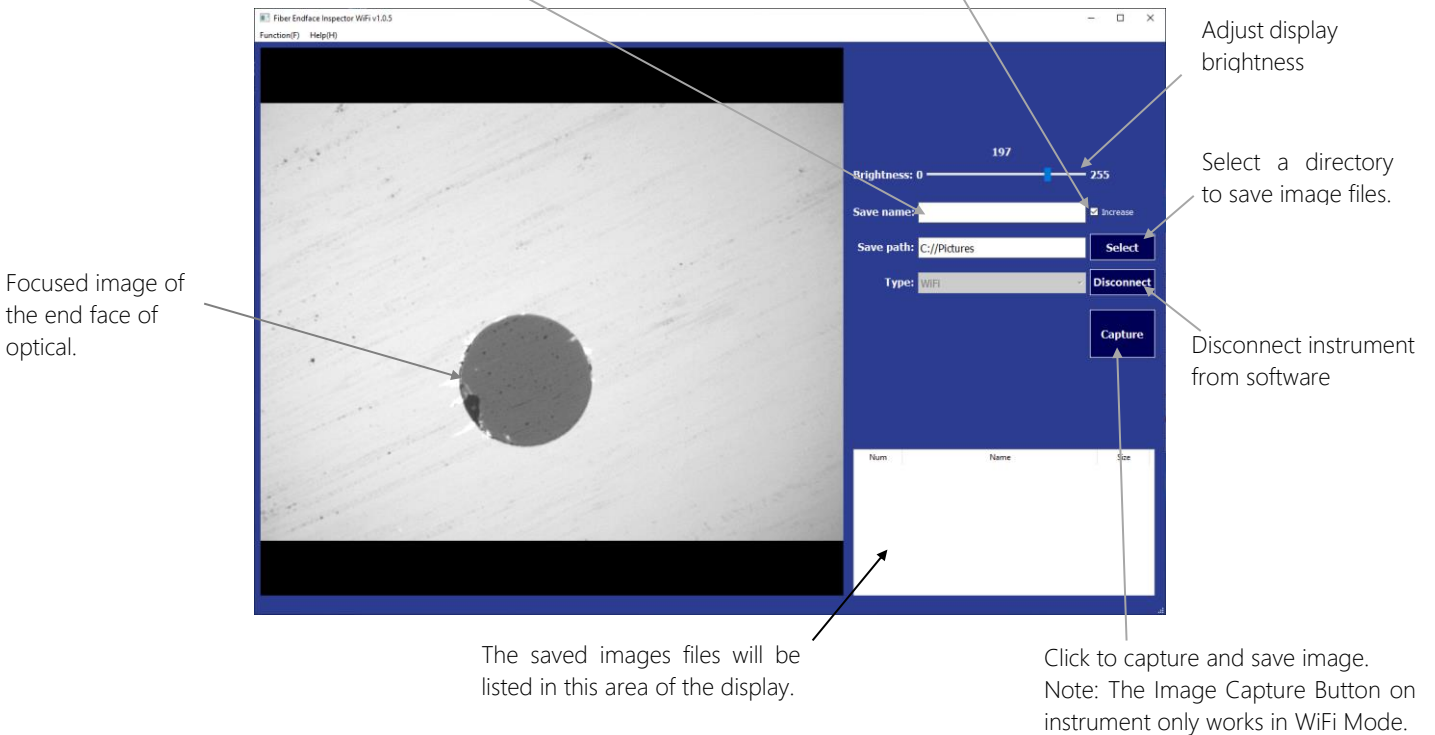 Fiber Endface Inspector WiFi v1.0.5
Function(F) Help(H)
Adjust display
brightness
197
Brightness: 0 255
Select a directory
to save image files.
Save name: Increase
Save path: C://Pictures Select
Type: WiFi Disconnect
Focused image of
the end face of
optical.
Capture
Disconnect instrument
from software
Num Name Size
The saved images files will be
listed in this area of the display.
Click to capture and save image.
Note: The Image Capture Button on
instrument only works in WiFi Mode.